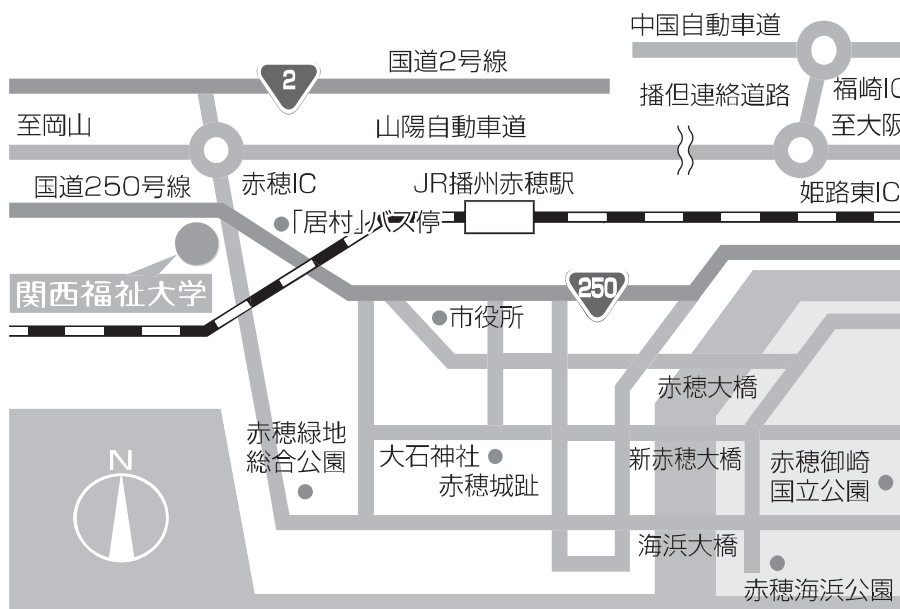 中国自動車道
国道2号線
2
播但連絡道路
福崎IC
至岡山
山陽自動車道
至大阪
国道250号線
赤穂IC
JR播州赤穂駅
姫路東IC
「居村」バス停
関西福祉大学
250
市役所
赤穂大橋
赤穂緑地
総合公園
大石神社
赤穂城趾
新赤穂大橋
赤穂御崎
国立公園
N
海浜大橋
赤穂海浜公園